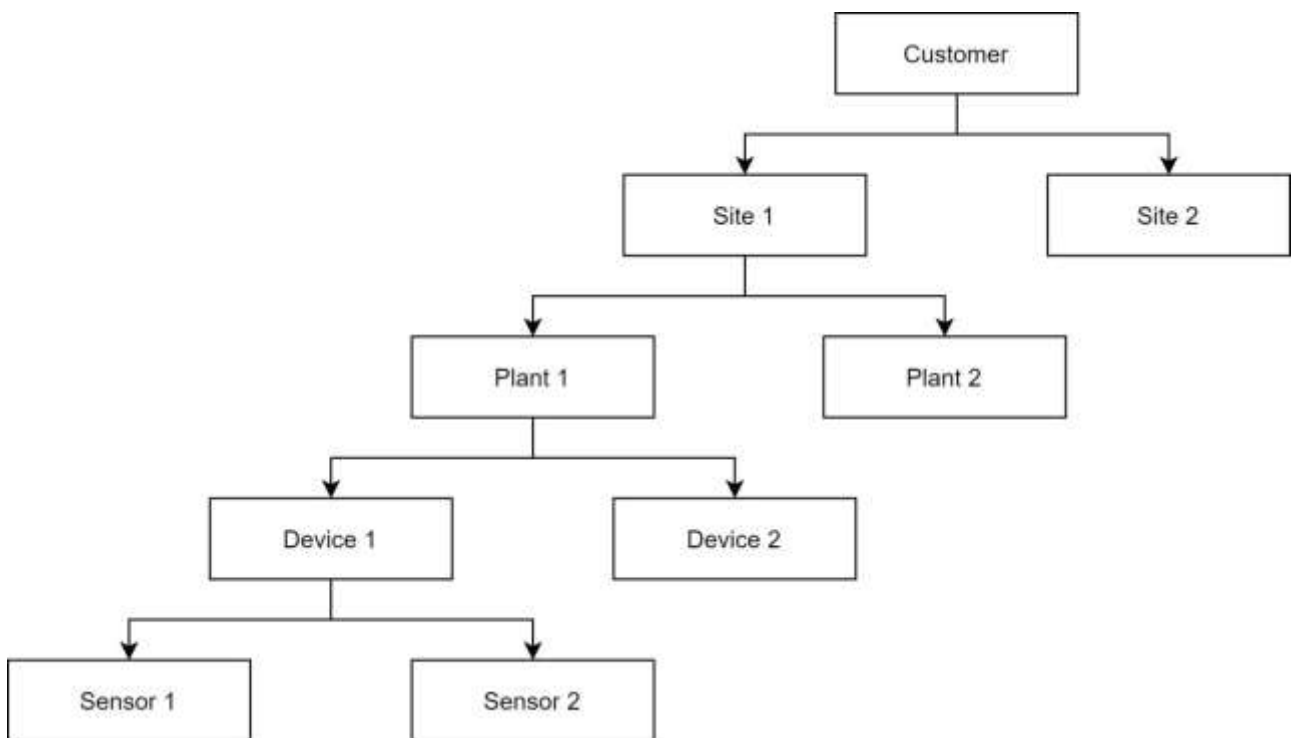 Customer
Site 1
Site 2
Plant 1
Plant 2
Device 1
Device 2
Sensor 1
Sensor 2